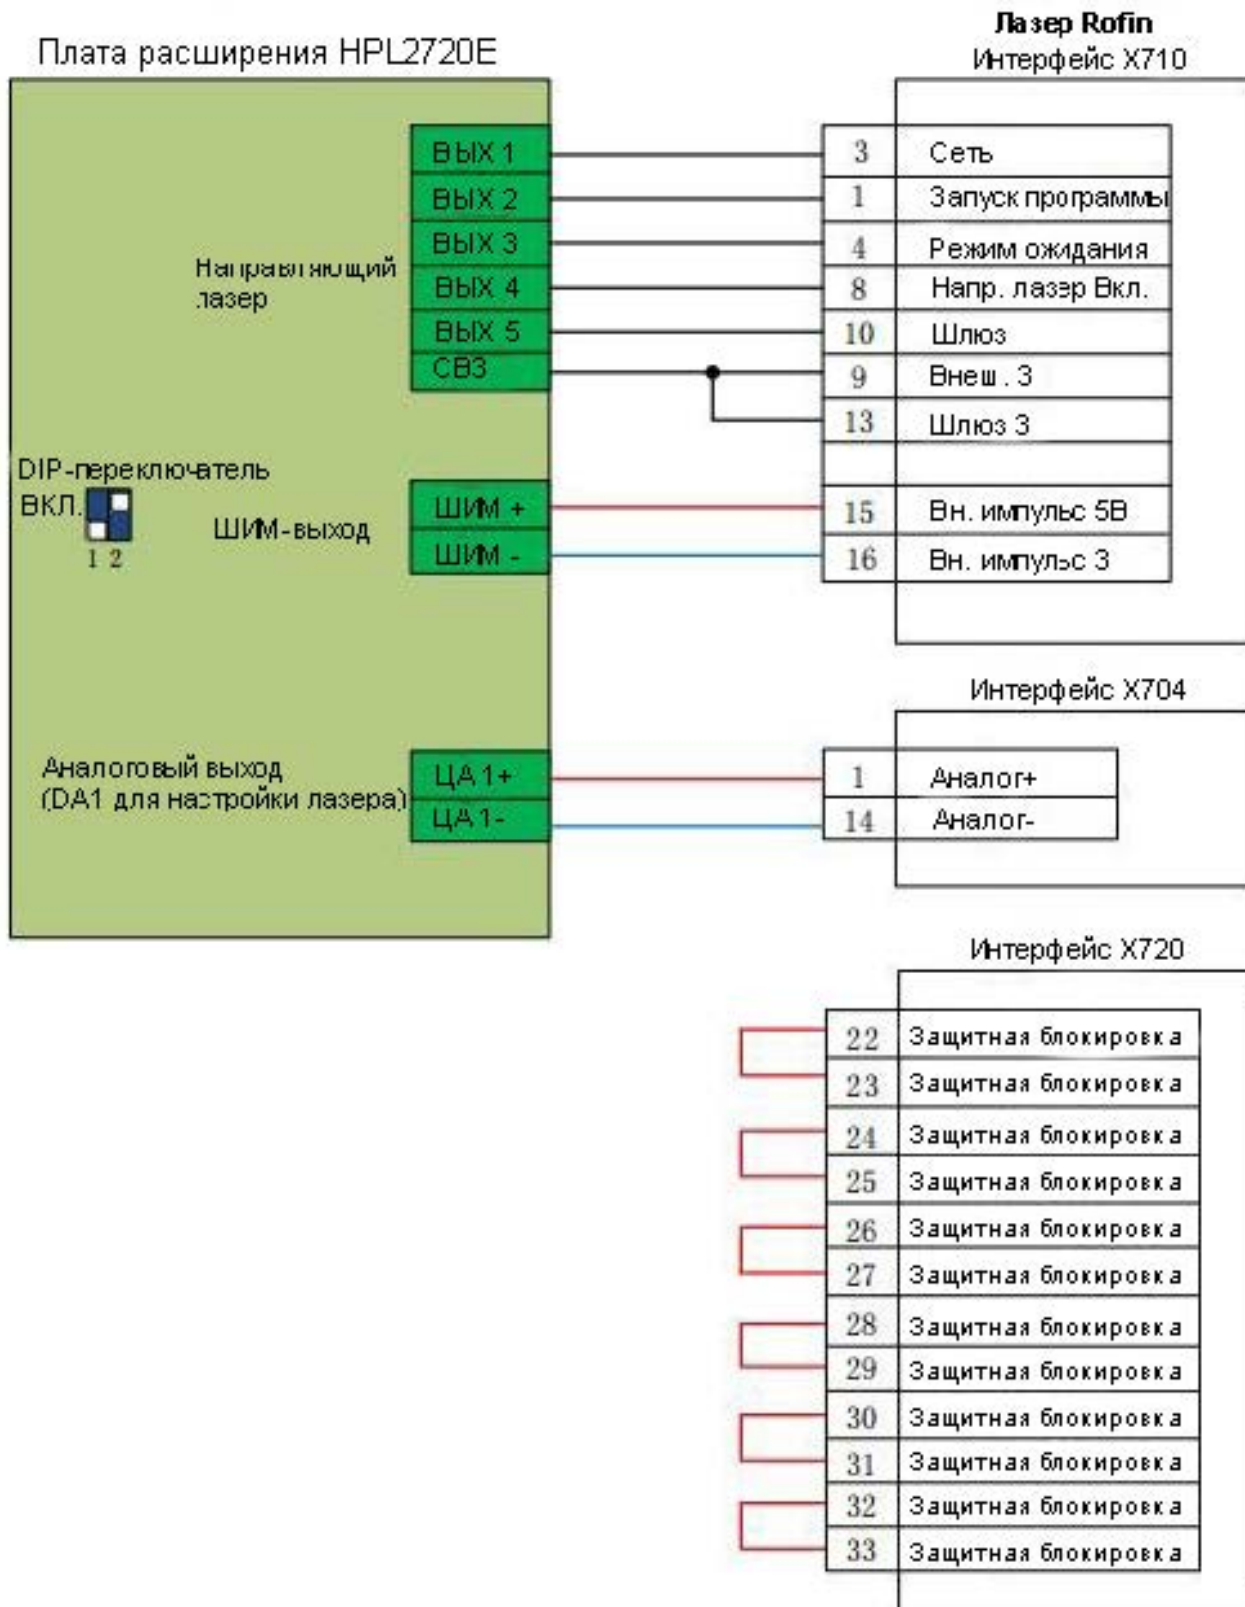 Лазер Rofin
Плата расширения HPL2720E
Интерфейс X710
ВЫХ 1
3
Сеть
ВЫХ 2
1
Запуск программы
ВЫХ 3
4
Режим ожидания
Направляющий
лазер
ВЫХ 4
8
Напр. лазер Вкл.
ВЫХ 5
10
Шлюз
СВЗ
9
Внеш. З
13
Шлюз З
DIP-переключатель
ВКЛ.
1 2
ШИМ-выход
ШИМ +
15
Вн. импульс 5В
ШИМ -
16
Вн. импульс З
Интерфейс X704
Аналоговый выход
(DA1 для настройки лазера)
ЦА 1+
1
Аналог+
ЦА 1-
14
Аналог-
Интерфейс X720
22 Защитная блокировка
23 Защитная блокировка
24 Защитная блокировка
25 Защитная блокировка
26 Защитная блокировка
27 Защитная блокировка
28 Защитная блокировка
29 Защитная блокировка
30 Защитная блокировка
31 Защитная блокировка
32 Защитная блокировка
33 Защитная блокировка